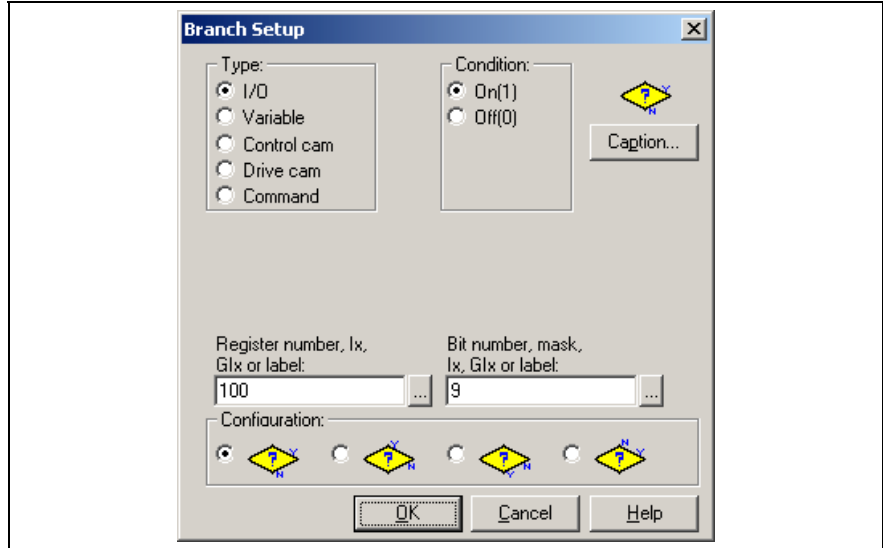 Branch Setup
Type:
I/O
Variable
Control cam
Drive cam
Command
Condition:
On(1)
Off(0)
? Y
N
Caption...
Register number, Ix,
GIx or label:
100
...
Bit number, mask,
Ix, GIx or label:
9
...
Configuration:
? Y
N
Y
? N
? N
Y
N
? Y
OK
Cancel
Help